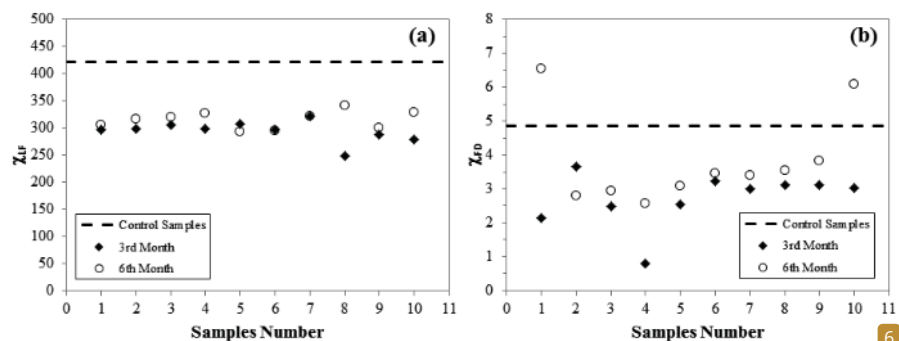 (a)
500
450
400
350
300
250
200
150
100
50
0
χLF
Control Samples
3rd Month
6th Month
0 1 2 3 4 5 6 7 8 9 10 11
Samples Number
(b)
8
7
6
5
4
3
2
1
0
χFD
Control Samples
3rd Month
6th Month
0 1 2 3 4 5 6 7 8 9 10 11
Samples Number
6